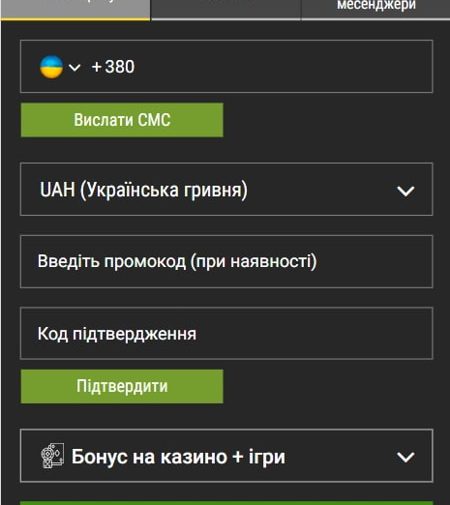 месенджери
+380
Вислати СМС
UAH (Українська гривня)
Введіть промокод (при наявності)
Код підтвердження
Підтвердити
Бонус на казино + ігри